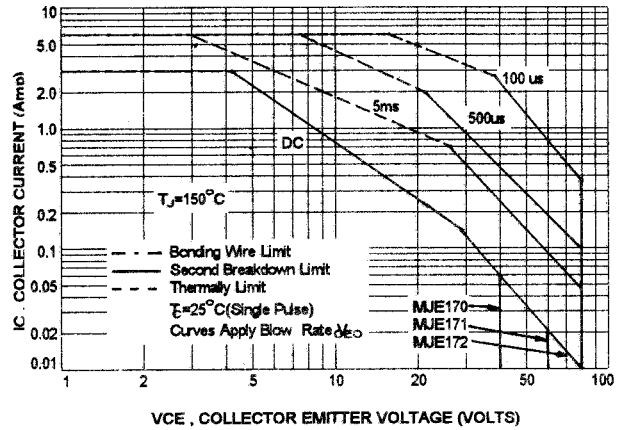 IC . COLLECTOR CURRENT (Amp)
10
5.0
2.0
1.0
0.5
0.2
0.1
0.05
0.02
0.01
100 us
500us
5ms
DC
TJ=150°C
Bonding Wire Limit
Second Breakdown Limit
Thermally Limit
TC=25°C(Single Pulse)
Curves Apply Blow Rate VCEO
MJE170
MJE171
MJE172
1 2 5 10 20 50 100
VCE , COLLECTOR EMITTER VOLTAGE (VOLTS)